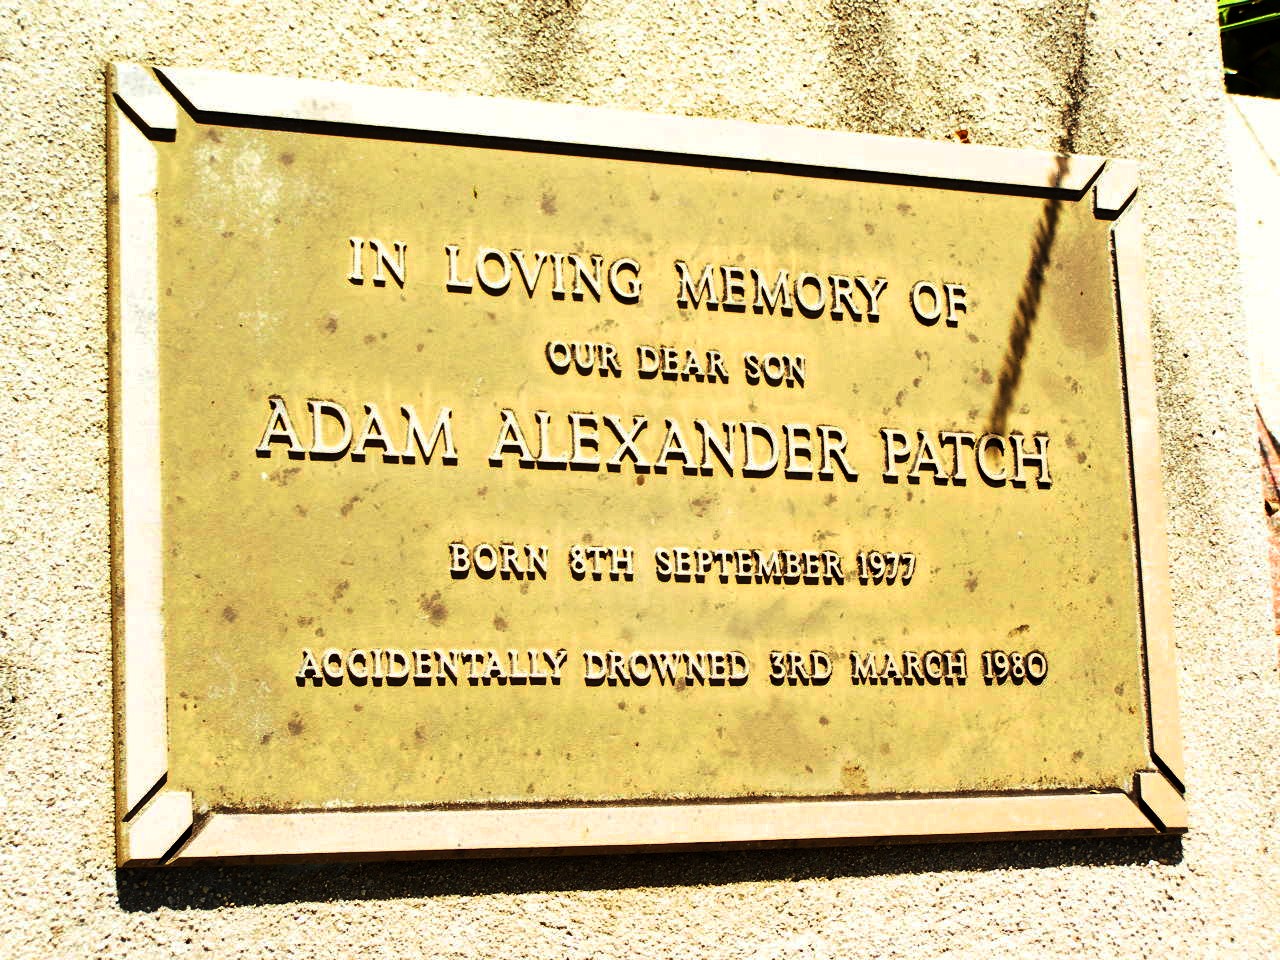 IN LOVING MEMORY OF
OUR DEAR SON
ADAM ALEXANDER PATCH
BORN 8TH SEPTEMBER 1977
ACCIDENTALLY DROWNED 3RD MARCH 1980